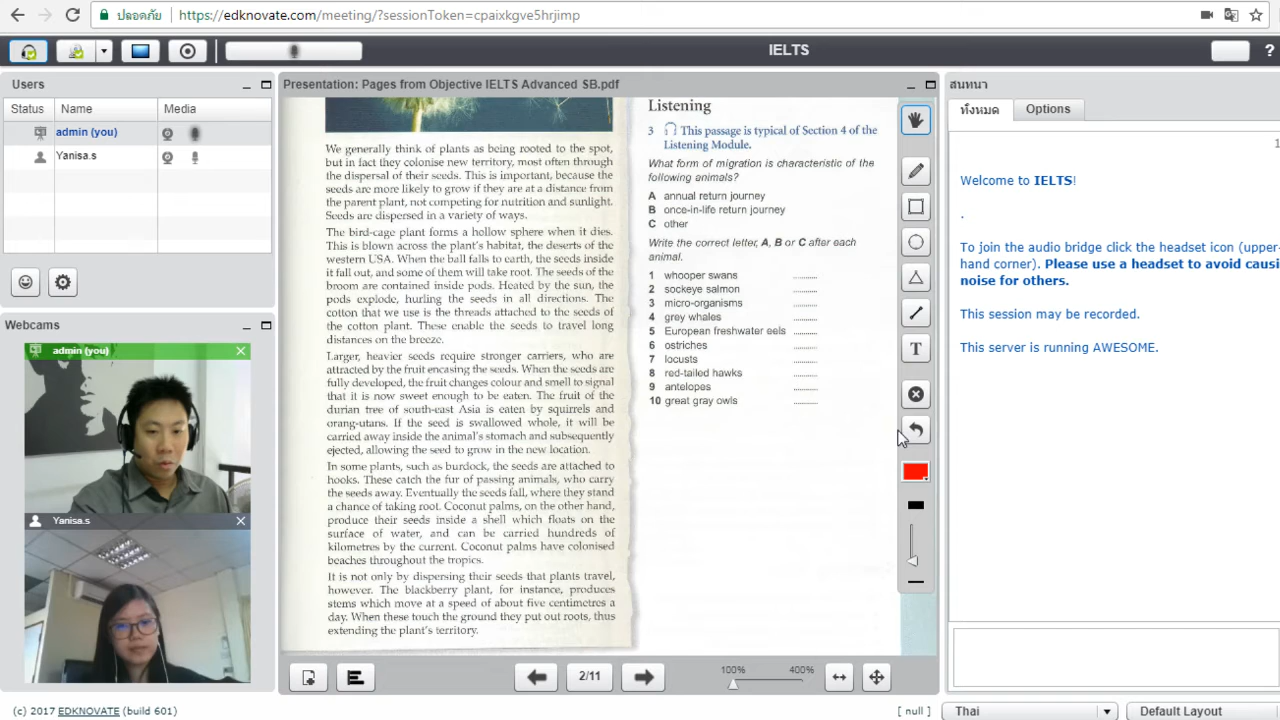 ปลอดภัย
https://edknovate.com/meeting/?sessionToken=cpaixkgve5hrjimp
IELTS
?
Users
Status Name Media
admin (you)
Yanisa.s
Webcams
admin (you)
Yanisa.s
Presentation: Pages from Objective IELTS Advanced SB.pdf
We generally think of plants as being rooted to the spot,
but in fact they colonise new territory, most often through
the dispersal of their seeds. This is important, because the
seeds are more likely to grow if they are at a distance from
the parent plant, not competing for nutrition and sunlight.
Seeds are dispersed in a variety of ways.
The bird-cage plant forms a hollow sphere when it dies.
This is blown across the plant's habitat, the deserts of the
western USA. When the ball falls to earth, the seeds inside
it fall out, and some of them will take root. The seeds of the
broom are contained inside pods. Heated by the sun, the
pods explode, hurling the seeds in all directions. The
cotton that we use is the threads attached to the seeds of
the cotton plant. These enable the seeds to travel long
distances on the breeze.
Larger, heavier seeds require stronger carriers, who are
attracted by the fruit encasing the seeds. When the seeds are
fully developed, the fruit changes colour and smell to signal
that it is now sweet enough to be eaten. The fruit of the
durian tree of south-east Asia is eaten by squirrels and
orang-utans. If the seed is swallowed whole, it will be
carried away inside the animal's stomach and subsequently
ejected, allowing the seed to grow in the new location.
In some plants, such as burdock, the seeds are attached to
hooks. These catch the fur of passing animals, who carry
the seeds away. Eventually the seeds fall, where they stand
a chance of taking root. Coconut palms, on the other hand,
produce their seeds inside a shell which floats on the
surface of water, and can be carried hundreds of
kilometres by the current. Coconut palms have colonised
beaches throughout the tropics.
It is not only by dispersing their seeds that plants travel,
however. The blackberry plant, for instance, produces
stems which move at a speed of about five centimetres a
day. When these touch the ground they put out roots, thus
extending the plant's territory.
Listening
3 This passage is typical of Section 4 of the
Listening Module.
What form of migration is characteristic of the
following animals?
A annual return journey
B once-in-life return journey
C other
Write the correct letter, A, B or C after each
animal.
1 whooper swans ............
2 sockeye salmon ............
3 micro-organisms ............
4 grey whales ............
5 European freshwater eels ............
6 ostriches ............
7 locusts ............
8 red-tailed hawks ............
9 antelopes ............
10 great gray owls ............
T
2/11
100% 400%
สนทนา
ทั้งหมด Options
1
Welcome to IELTS!
.
To join the audio bridge click the headset icon (upper-
hand corner). Please use a headset to avoid causi
noise for others.
This session may be recorded.
This server is running AWESOME.
(c) 2017 EDKNOVATE (build 601)
[ null ]
Thai
Default Layout